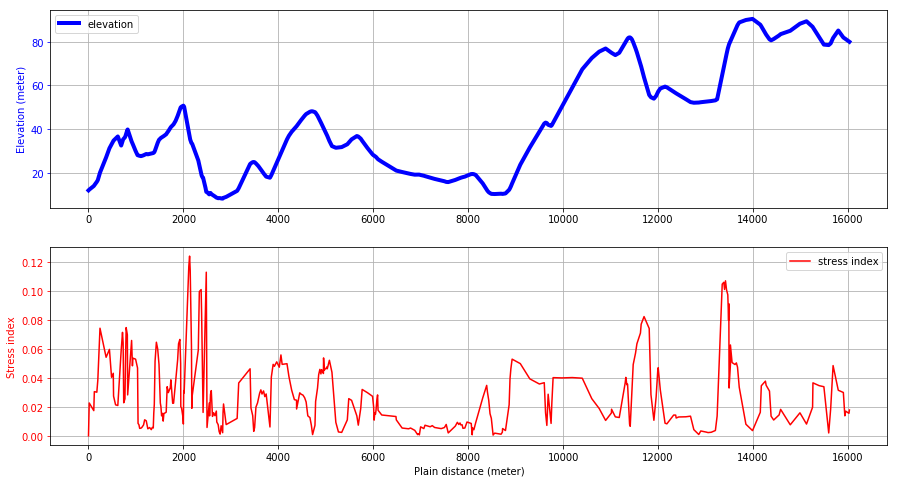 elevation
Elevation (meter)
80
60
40
20
0 2000 4000 6000 8000 10000 12000 14000 16000
stress index
Stress index
0.12
0.10
0.08
0.06
0.04
0.02
0.00
0 2000 4000 6000 8000 10000 12000 14000 16000
Plain distance (meter)